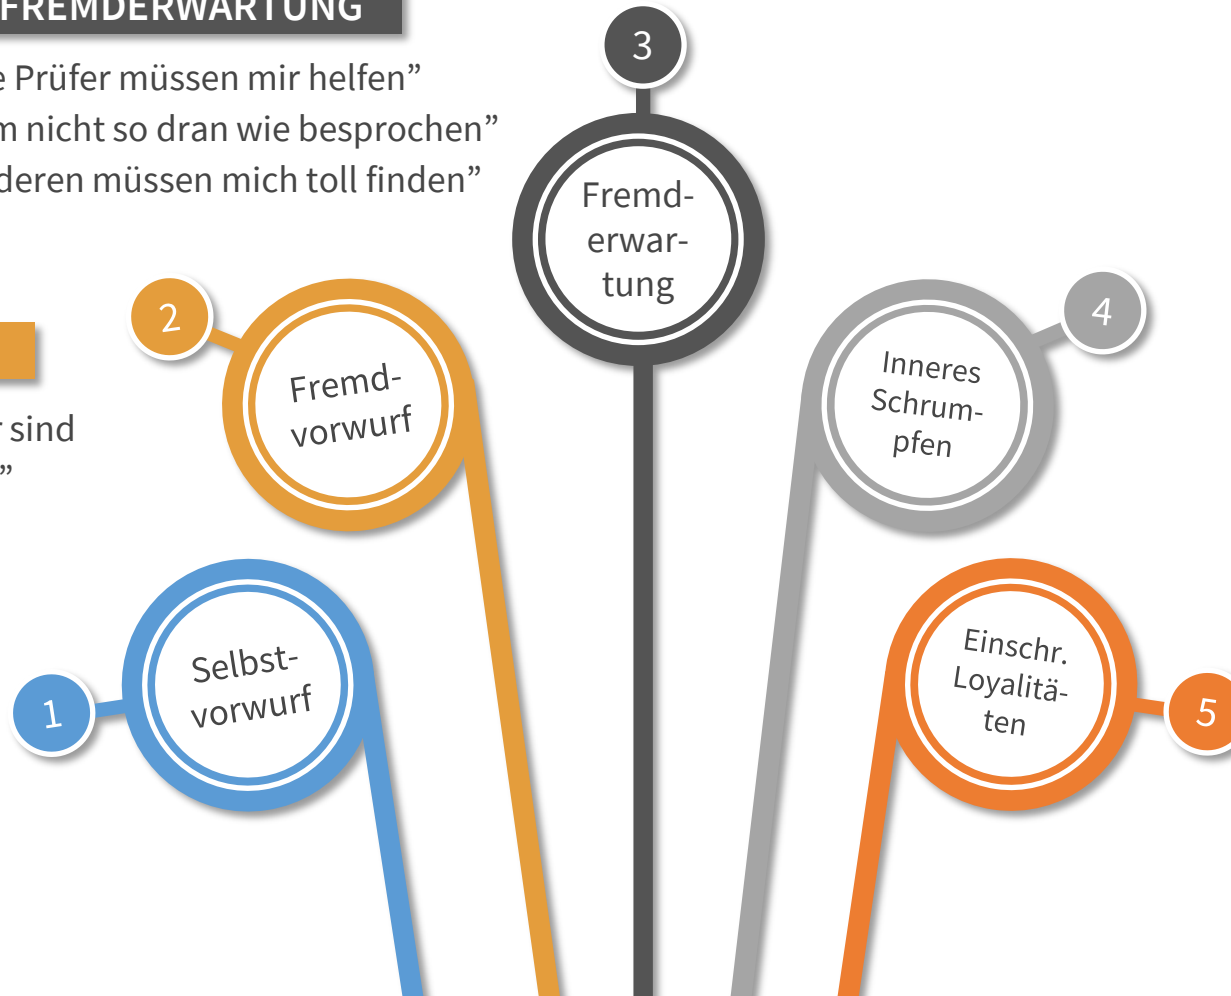 FREMDERWARTUNG
Prüfer müssen mir helfen”
nicht so dran wie besprochen”
müssen mich toll finden”
3
Fremd-
erwar-
tung
2
Fremd-
vorwurf
4
Inneres
Schrum-
pfen
sind
”
1
Selbst-
vorwurf
Einschr.
Loyalitä-
ten
5